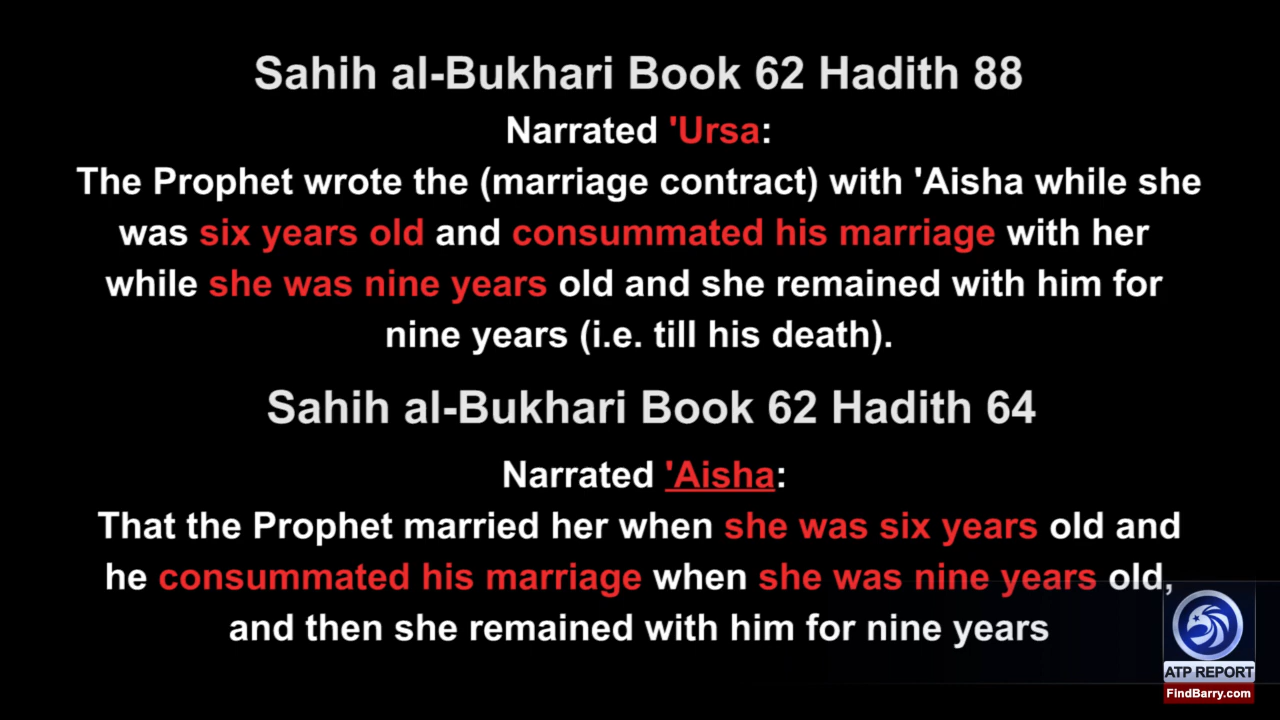 Sahih al-Bukhari Book 62 Hadith 88
Narrated 'Ursa:
The Prophet wrote the (marriage contract) with 'Aisha while she
was six years old and consummated his marriage with her
while she was nine years old and she remained with him for
nine years (i.e. till his death).
Sahih al-Bukhari Book 62 Hadith 64
Narrated 'Aisha:
That the Prophet married her when she was six years old and
he consummated his marriage when she was nine years old,
and then she remained with him for nine years
ATP REPORT
FindBarry.com